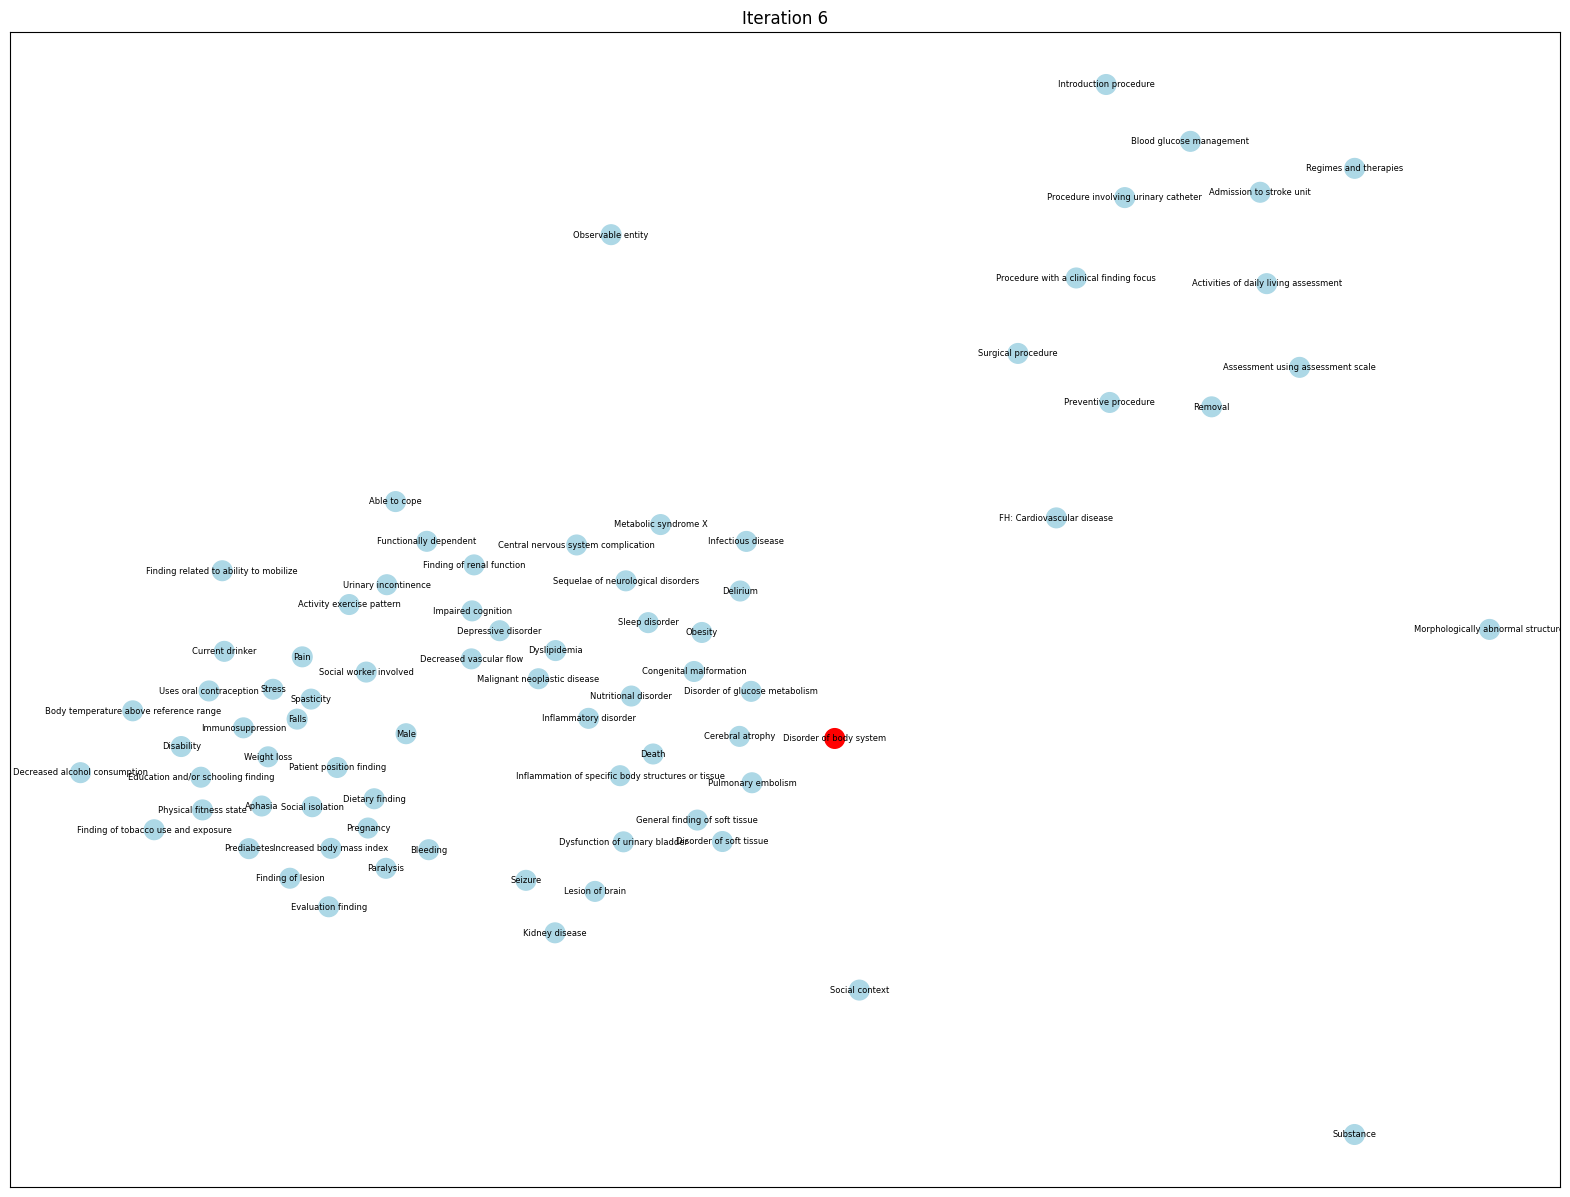 Iteration 6
Introduction procedure
Blood glucose management
Regimes and therapies
Admission to stroke unit
Procedure involving urinary catheter
Observable entity
Procedure with a clinical finding focus
Activities of daily living assessment
Surgical procedure
Assessment using assessment scale
Preventive procedure
Removal
Able to cope
FH: Cardiovascular disease
Metabolic syndrome X
Functionally dependent
Infectious disease
Central nervous system complication
Finding of renal function
Finding related to ability to mobilize
Sequelae of neurological disorders
Urinary incontinence
Delirium
Activity exercise pattern
Impaired cognition
Sleep disorder
Morphologically abnormal structure
Depressive disorder
Obesity
Dyslipidemia
Current drinker
Pain
Decreased vascular flow
Social worker involved
Congenital malformation
Malignant neoplastic disease
Stress
Uses oral contraception
Disorder of glucose metabolism
Nutritional disorder
Spasticity
Body temperature above reference range
Inflammatory disorder
Falls
Immunosuppression
Male
Cerebral atrophy
Disorder of body system
Disability
Death
Weight loss
Patient position finding
Decreased alcohol consumption
Inflammation of specific body structures or tissue
Education and/or schooling finding
Pulmonary embolism
Dietary finding
Aphasia
Social isolation
Physical fitness state
General finding of soft tissue
Pregnancy
Finding of tobacco use and exposure
Dysfunction of urinary bladder
Disorder of soft tissue
Prediabetes
Increased body mass index
Bleeding
Paralysis
Finding of lesion
Seizure
Lesion of brain
Evaluation finding
Kidney disease
Social context
Substance